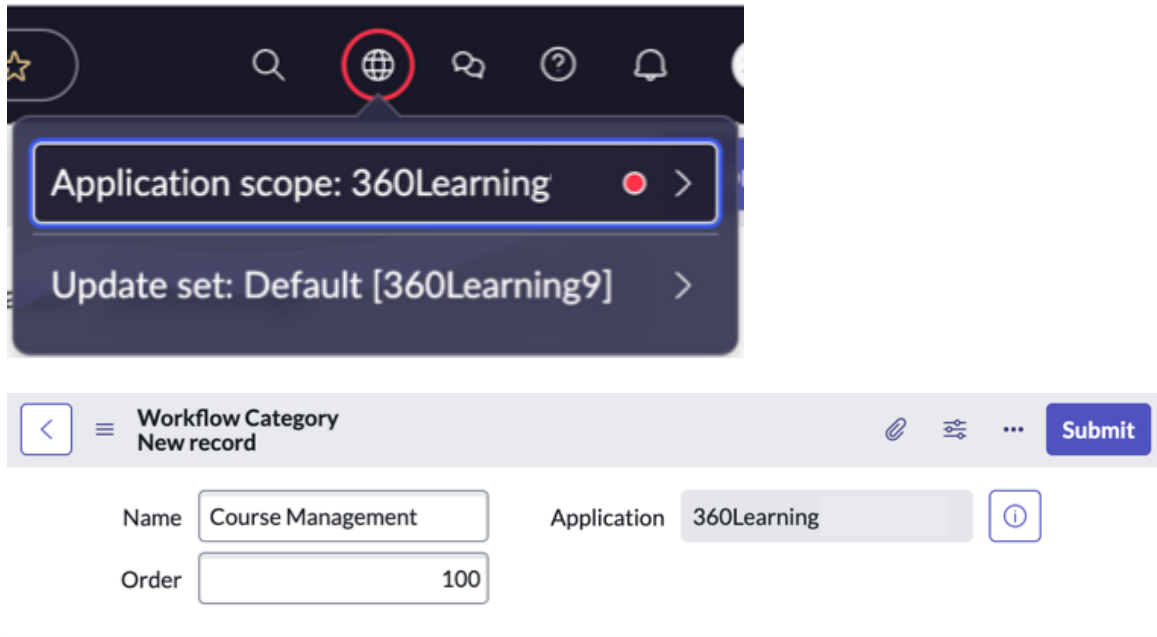 Application scope: 360Learning
Update set: Default [360Learning9]
Workflow Category
New record
Submit
Name Course Management Application 360Learning
Order 100